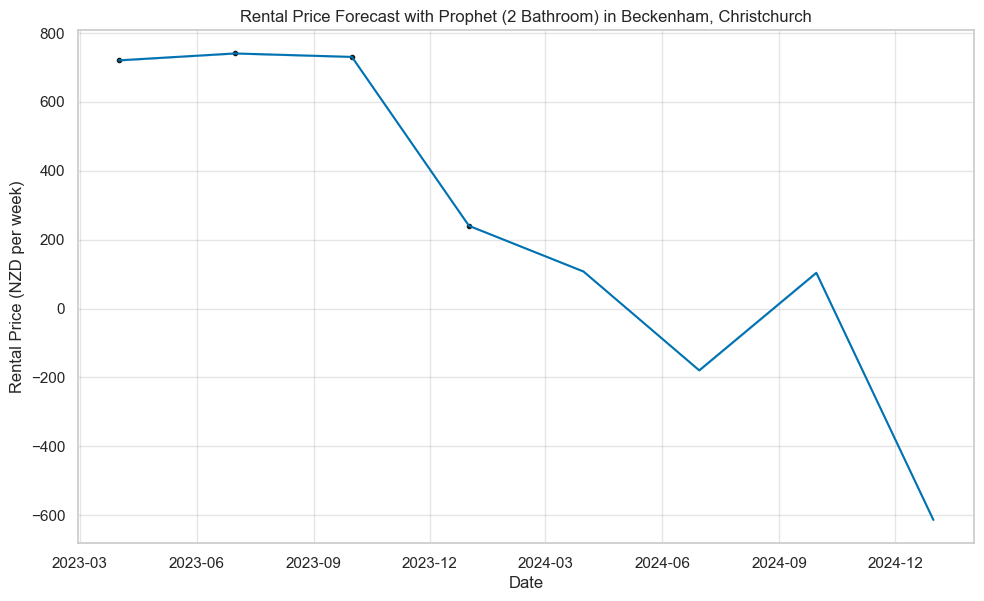 Rental Price Forecast with Prophet (2 Bathroom) in Beckenham, Christchurch
Rental Price (NZD per week)
800
600
400
200
0
−200
−400
−600
2023-03 2023-06 2023-09 2023-12 2024-03 2024-06 2024-09 2024-12
Date